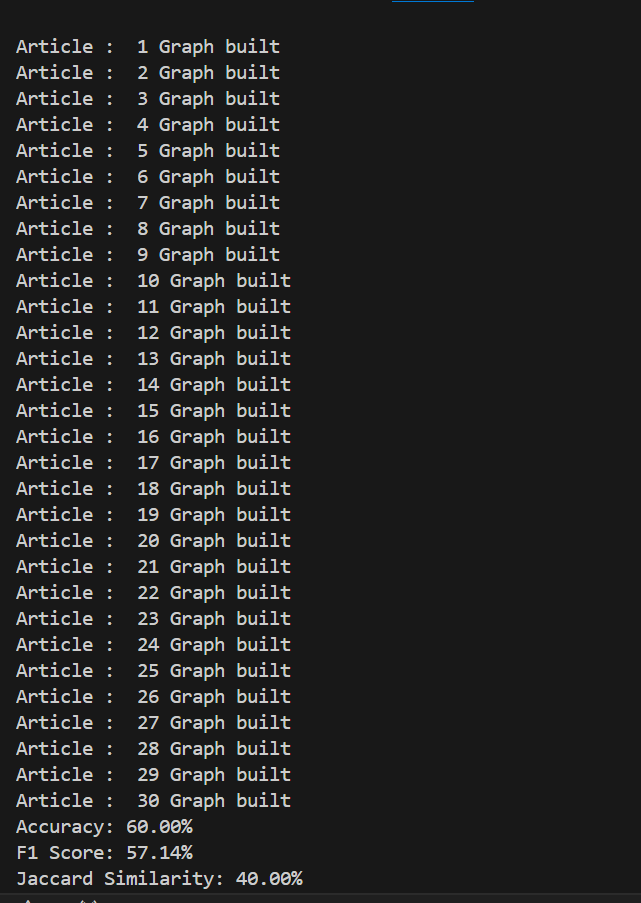 Article :  1 Graph built
Article :  2 Graph built
Article :  3 Graph built
Article :  4 Graph built
Article :  5 Graph built
Article :  6 Graph built
Article :  7 Graph built
Article :  8 Graph built
Article :  9 Graph built
Article :  10 Graph built
Article :  11 Graph built
Article :  12 Graph built
Article :  13 Graph built
Article :  14 Graph built
Article :  15 Graph built
Article :  16 Graph built
Article :  17 Graph built
Article :  18 Graph built
Article :  19 Graph built
Article :  20 Graph built
Article :  21 Graph built
Article :  22 Graph built
Article :  23 Graph built
Article :  24 Graph built
Article :  25 Graph built
Article :  26 Graph built
Article :  27 Graph built
Article :  28 Graph built
Article :  29 Graph built
Article :  30 Graph built
Accuracy: 60.00%
F1 Score: 57.14%
Jaccard Similarity: 40.00%